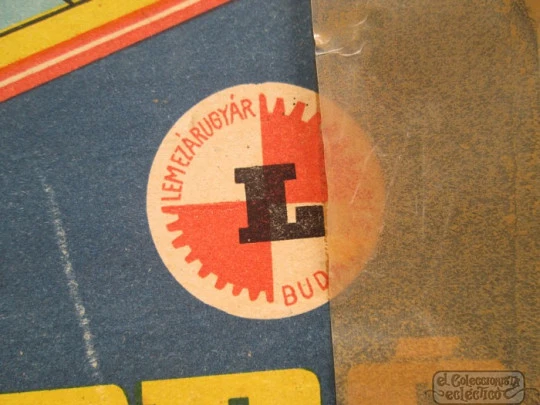 LEMEZÁRUGYÁR
L
BUD
el Coleccionista
ecléctico